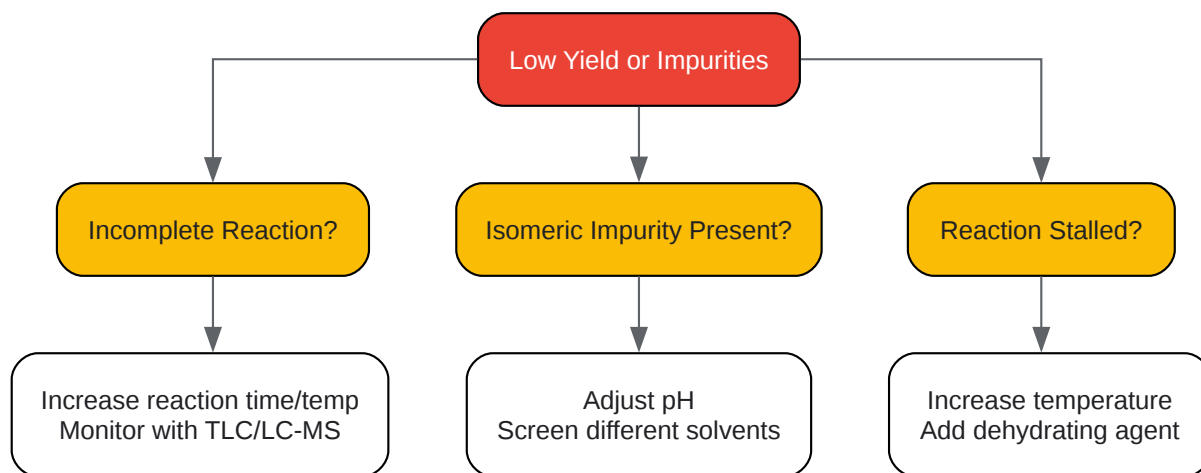 Low Yield or Impurities
Incomplete Reaction?
Isomeric Impurity Present?
Reaction Stalled?
Increase reaction time/temp
Monitor with TLC/LC-MS
Adjust pH
Screen different solvents
Increase temperature
Add dehydrating agent